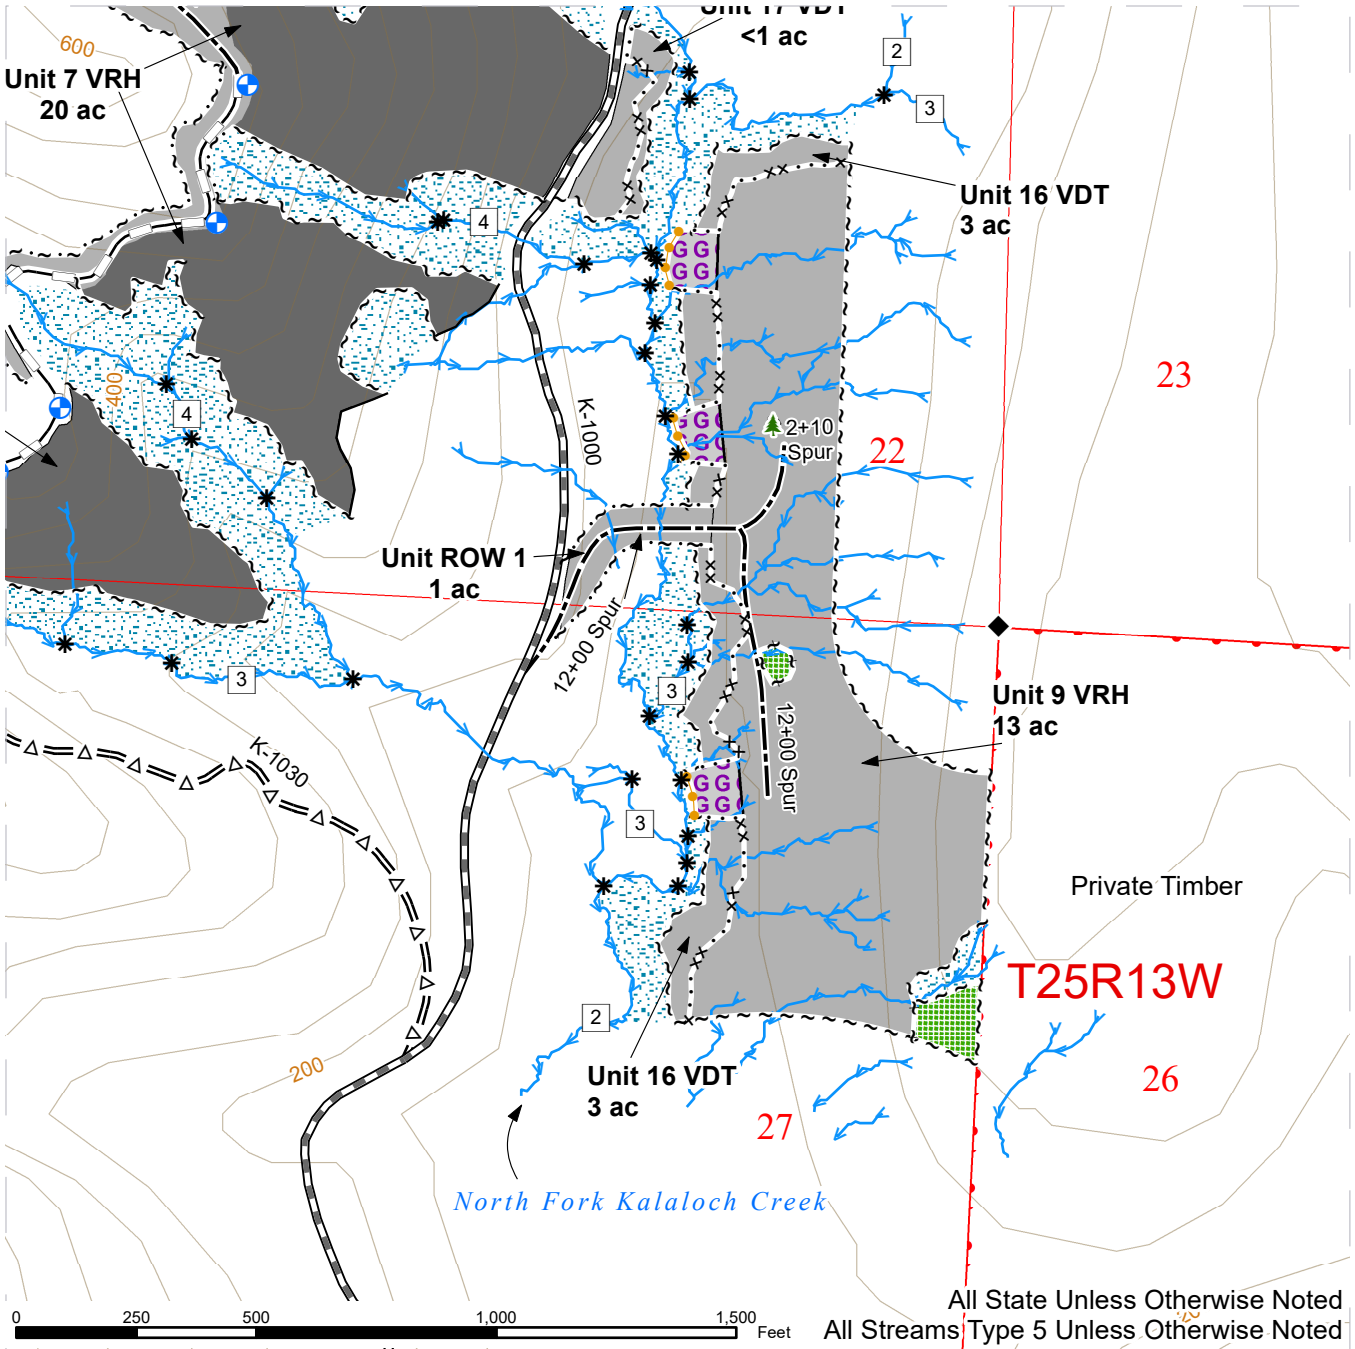 Unit 17 VDT
<1 ac
600
Unit 7 VRH
20 ac
2
3
Unit 16 VDT
3 ac
4
G G
G G
23
400
4
K-1000
G G
G G
2+10
Spur
22
Unit ROW 1
1 ac
12+00 Spur
3
3
Unit 9 VRH
13 ac
12+00 Spur
K-1030
G G
G G
3
Private Timber
T25R13W
2
200
Unit 16 VDT
3 ac
26
27
North Fork Kalaloch Creek
All State Unless Otherwise Noted
All Streams Type 5 Unless Otherwise Noted
0 250 500 1,000 1,500
Feet